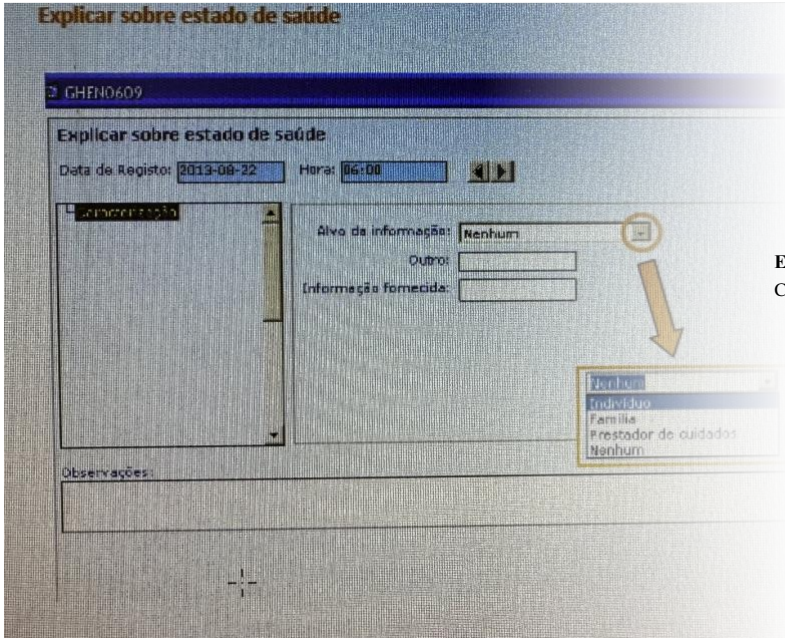 Explicar sobre estado de saúde
GHEN0609
Explicar sobre estado de saúde
Data de Registo: 2013-08-22 Hora: 06:00
Caracterização
Alvo da informação: Nenhum
Outro:
Informação fornecida:
E
C
Nenhum
Indivíduo
Família
Prestador de cuidados
Nenhum
Observações: